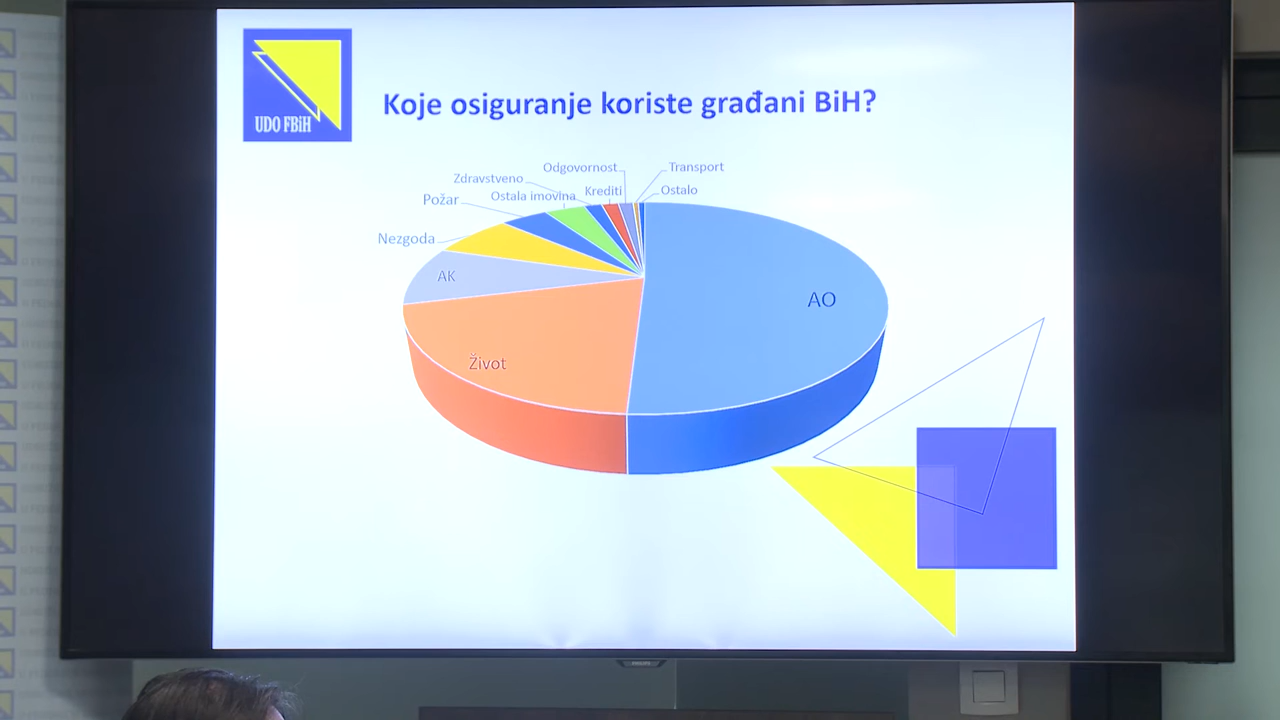 UDO FBiH
Koje osiguranje koriste građani BiH?
Odgovornost
Transport
Zdravstveno
Ostala imovina
Krediti
Ostalo
Požar
Nezgoda
AK
AO
Život